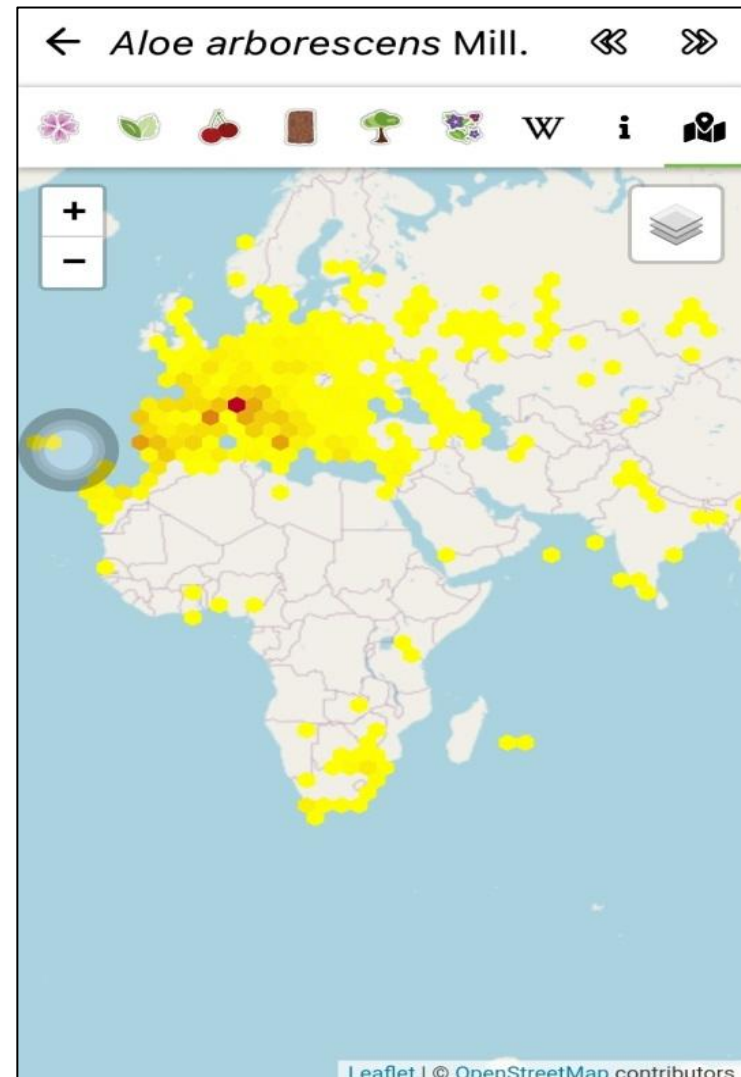 Aloe arborescens Mill.
W i
+
−
Leaflet | © OpenStreetMap contributors